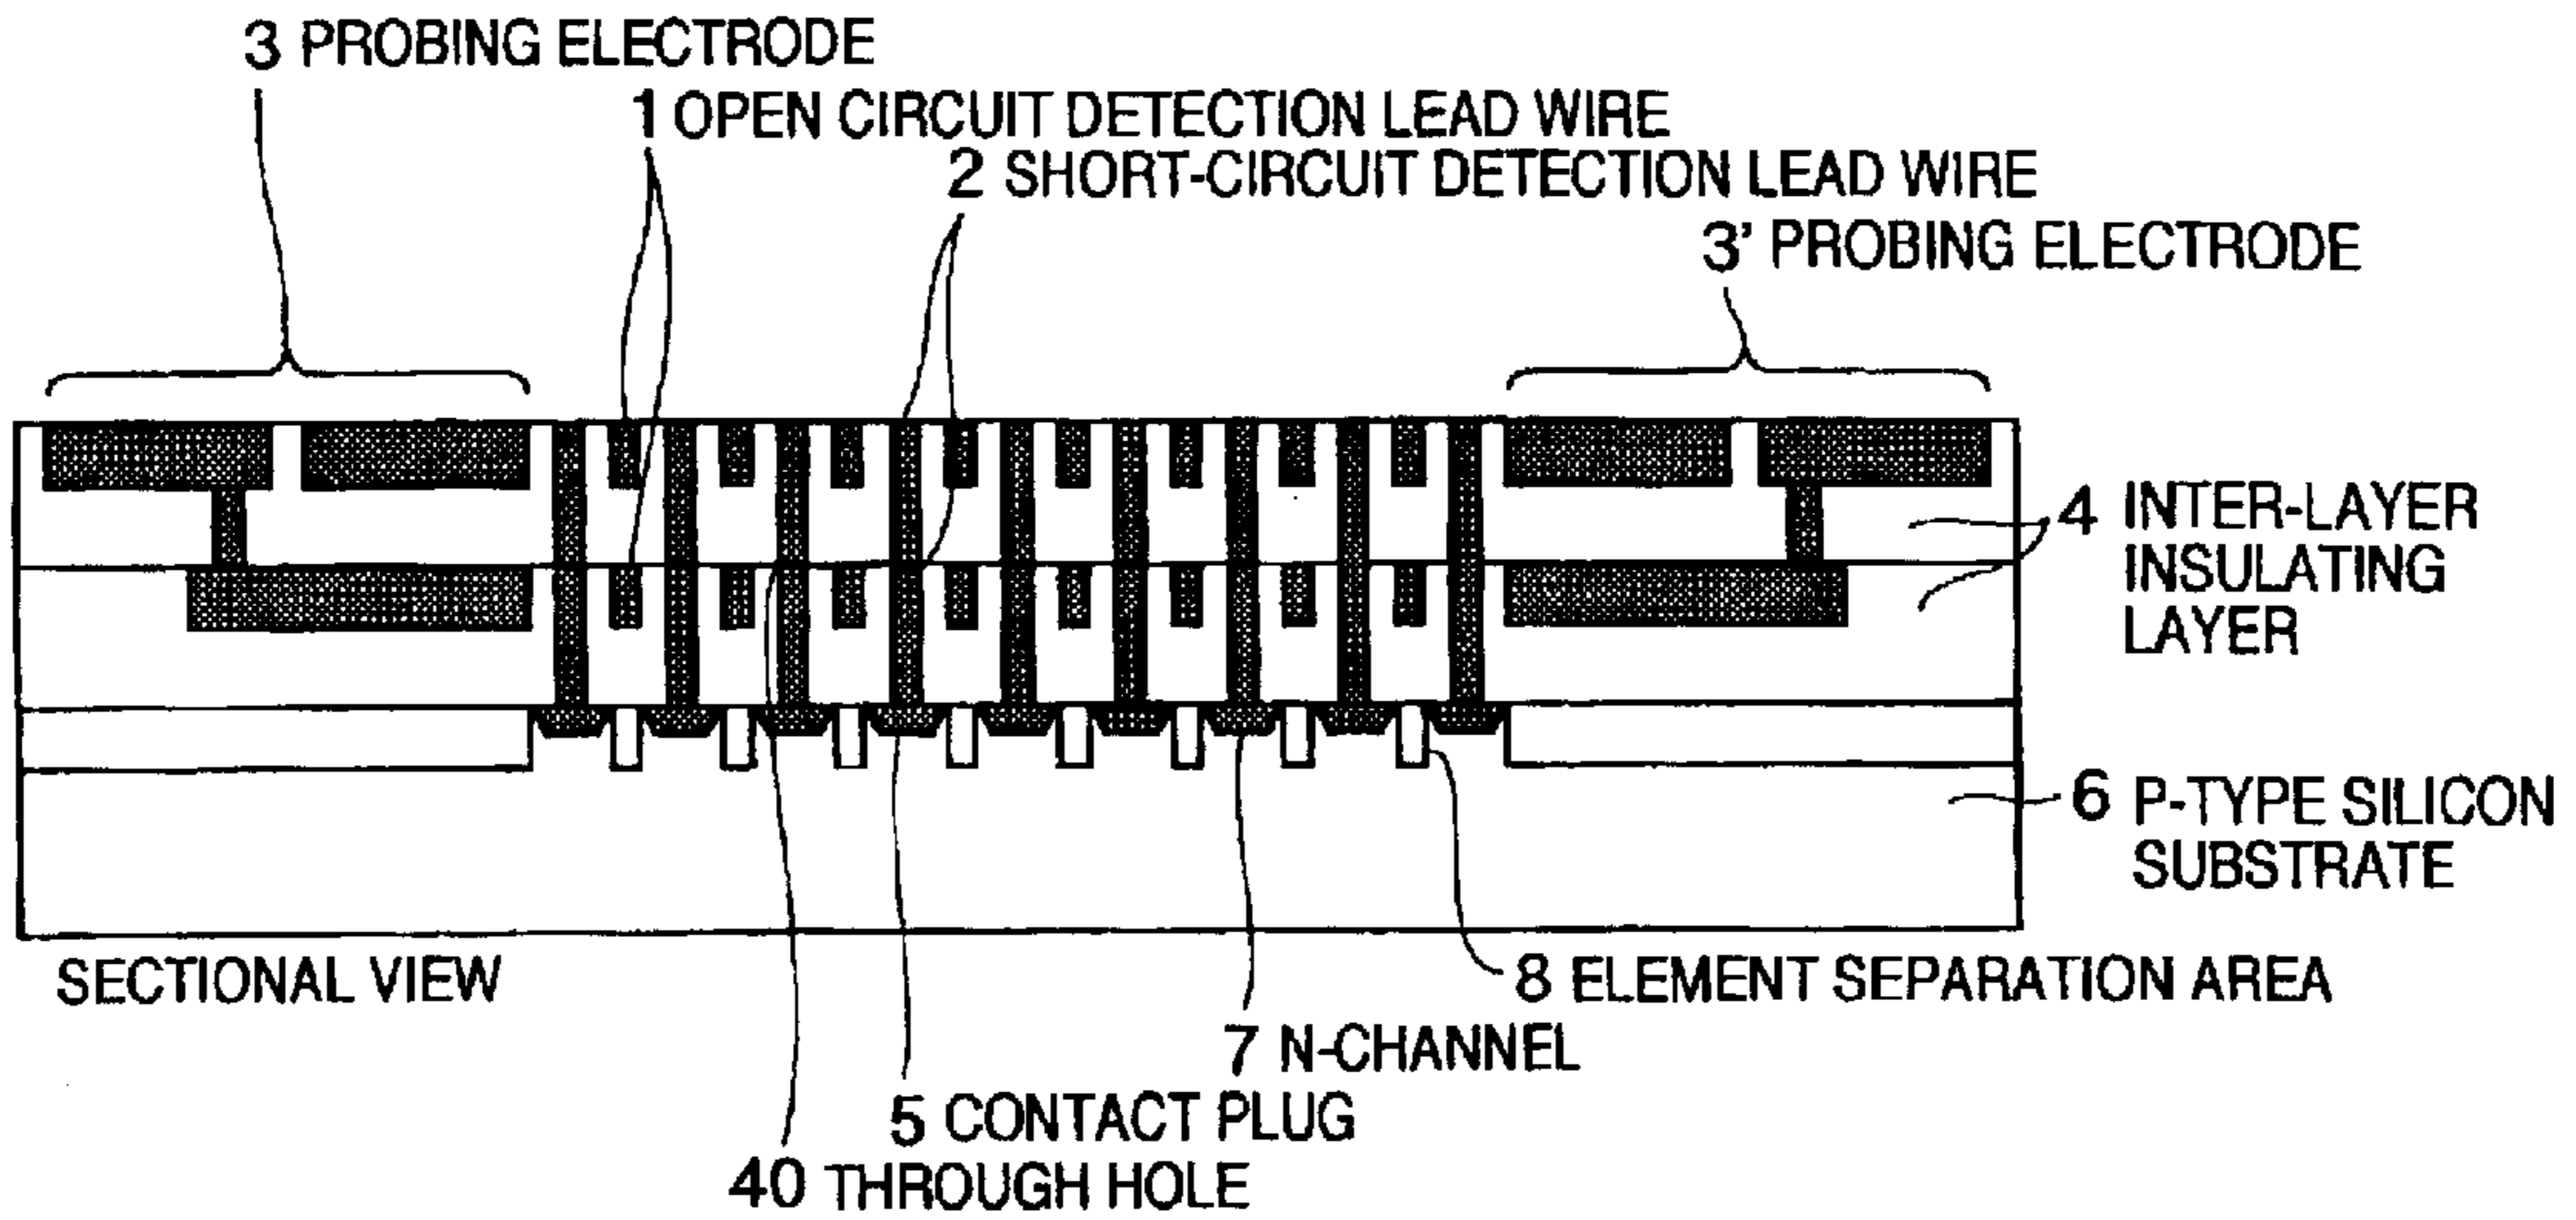 3 PROBING ELECTRODE
1 OPEN CIRCUIT DETECTION LEAD WIRE
2 SHORT-CIRCUIT DETECTION LEAD WIRE
3' PROBING ELECTRODE
4 INTER-LAYER
INSULATING
LAYER
6 P-TYPE SILICON
SUBSTRATE
SECTIONAL VIEW
8 ELEMENT SEPARATION AREA
7 N-CHANNEL
5 CONTACT PLUG
40 THROUGH HOLE